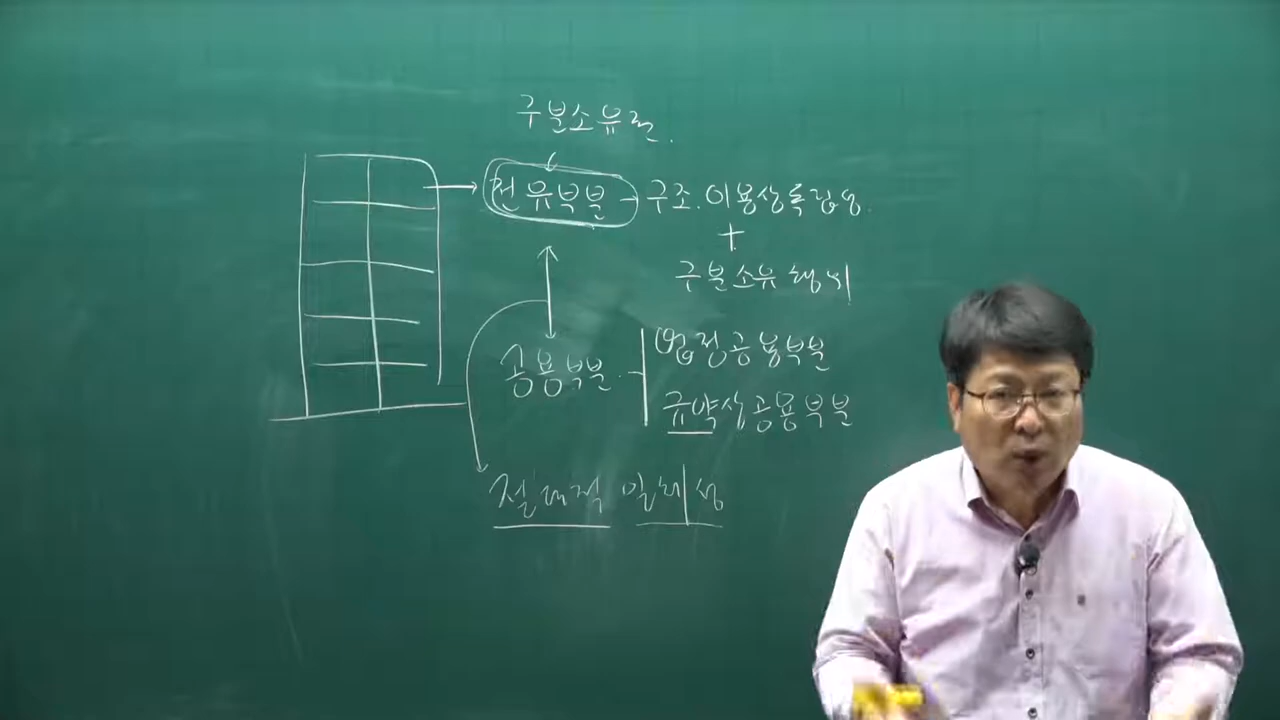 구분소유권.
전유부분 - 구조.이용상독립성.
+
구분소유행위
공용부분. 법정공용부분
규약상공용부분
절대적 일체성